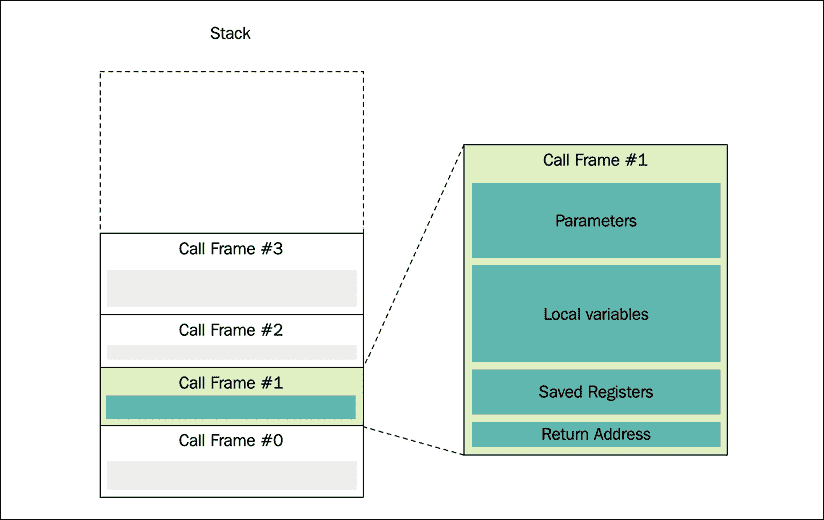 Stack
Call Frame #3
Call Frame #2
Call Frame #1
Call Frame #0
Call Frame #1
Parameters
Local variables
Saved Registers
Return Address